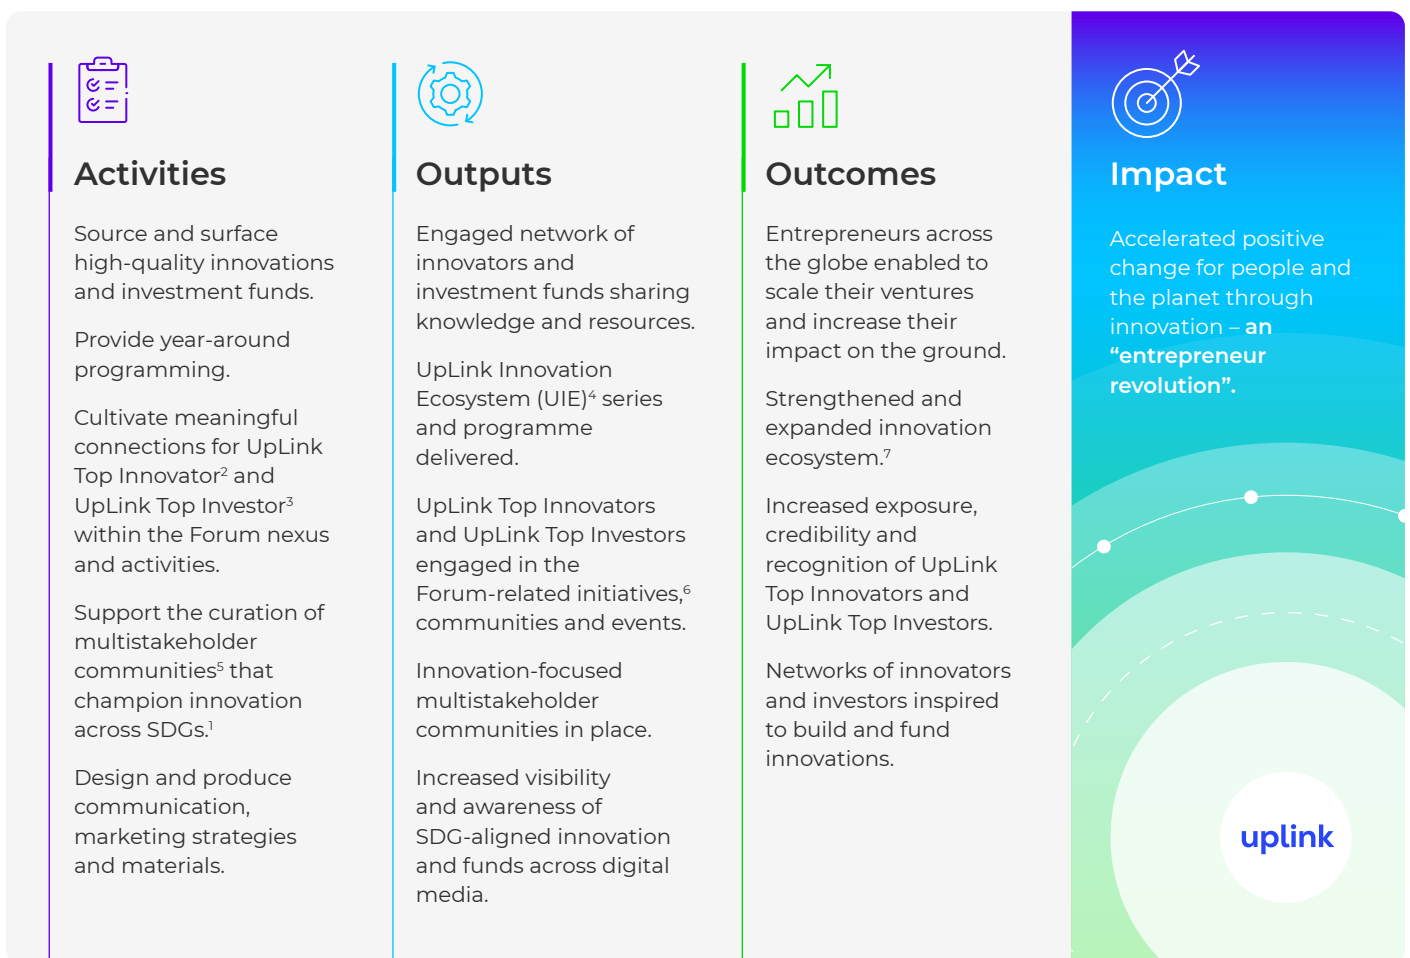 Activities
Source and surface
high-quality innovations
and investment funds.
Provide year-around
programming.
Cultivate meaningful
connections for UpLink
Top Innovator² and
UpLink Top Investor³
within the Forum nexus
and activities.
Support the curation of
multistakeholder
communities⁵ that
champion innovation
across SDGs.¹
Design and produce
communication,
marketing strategies
and materials.
Outputs
Engaged network of
innovators and
investment funds sharing
knowledge and resources.
UpLink Innovation
Ecosystem (UIE)⁴ series
and programme
delivered.
UpLink Top Innovators
and UpLink Top Investors
engaged in the
Forum-related initiatives,⁶
communities and events.
Innovation-focused
multistakeholder
communities in place.
Increased visibility
and awareness of
SDG-aligned innovation
and funds across digital
media.
Outcomes
Entrepreneurs across
the globe enabled to
scale their ventures
and increase their
impact on the ground.
Strengthened and
expanded innovation
ecosystem.⁷
Increased exposure,
credibility and
recognition of UpLink
Top Innovators and
UpLink Top Investors.
Networks of innovators
and investors inspired
to build and fund
innovations.
Impact
Accelerated positive
change for people and
the planet through
innovation – an
“entrepreneur
revolution”.
uplink